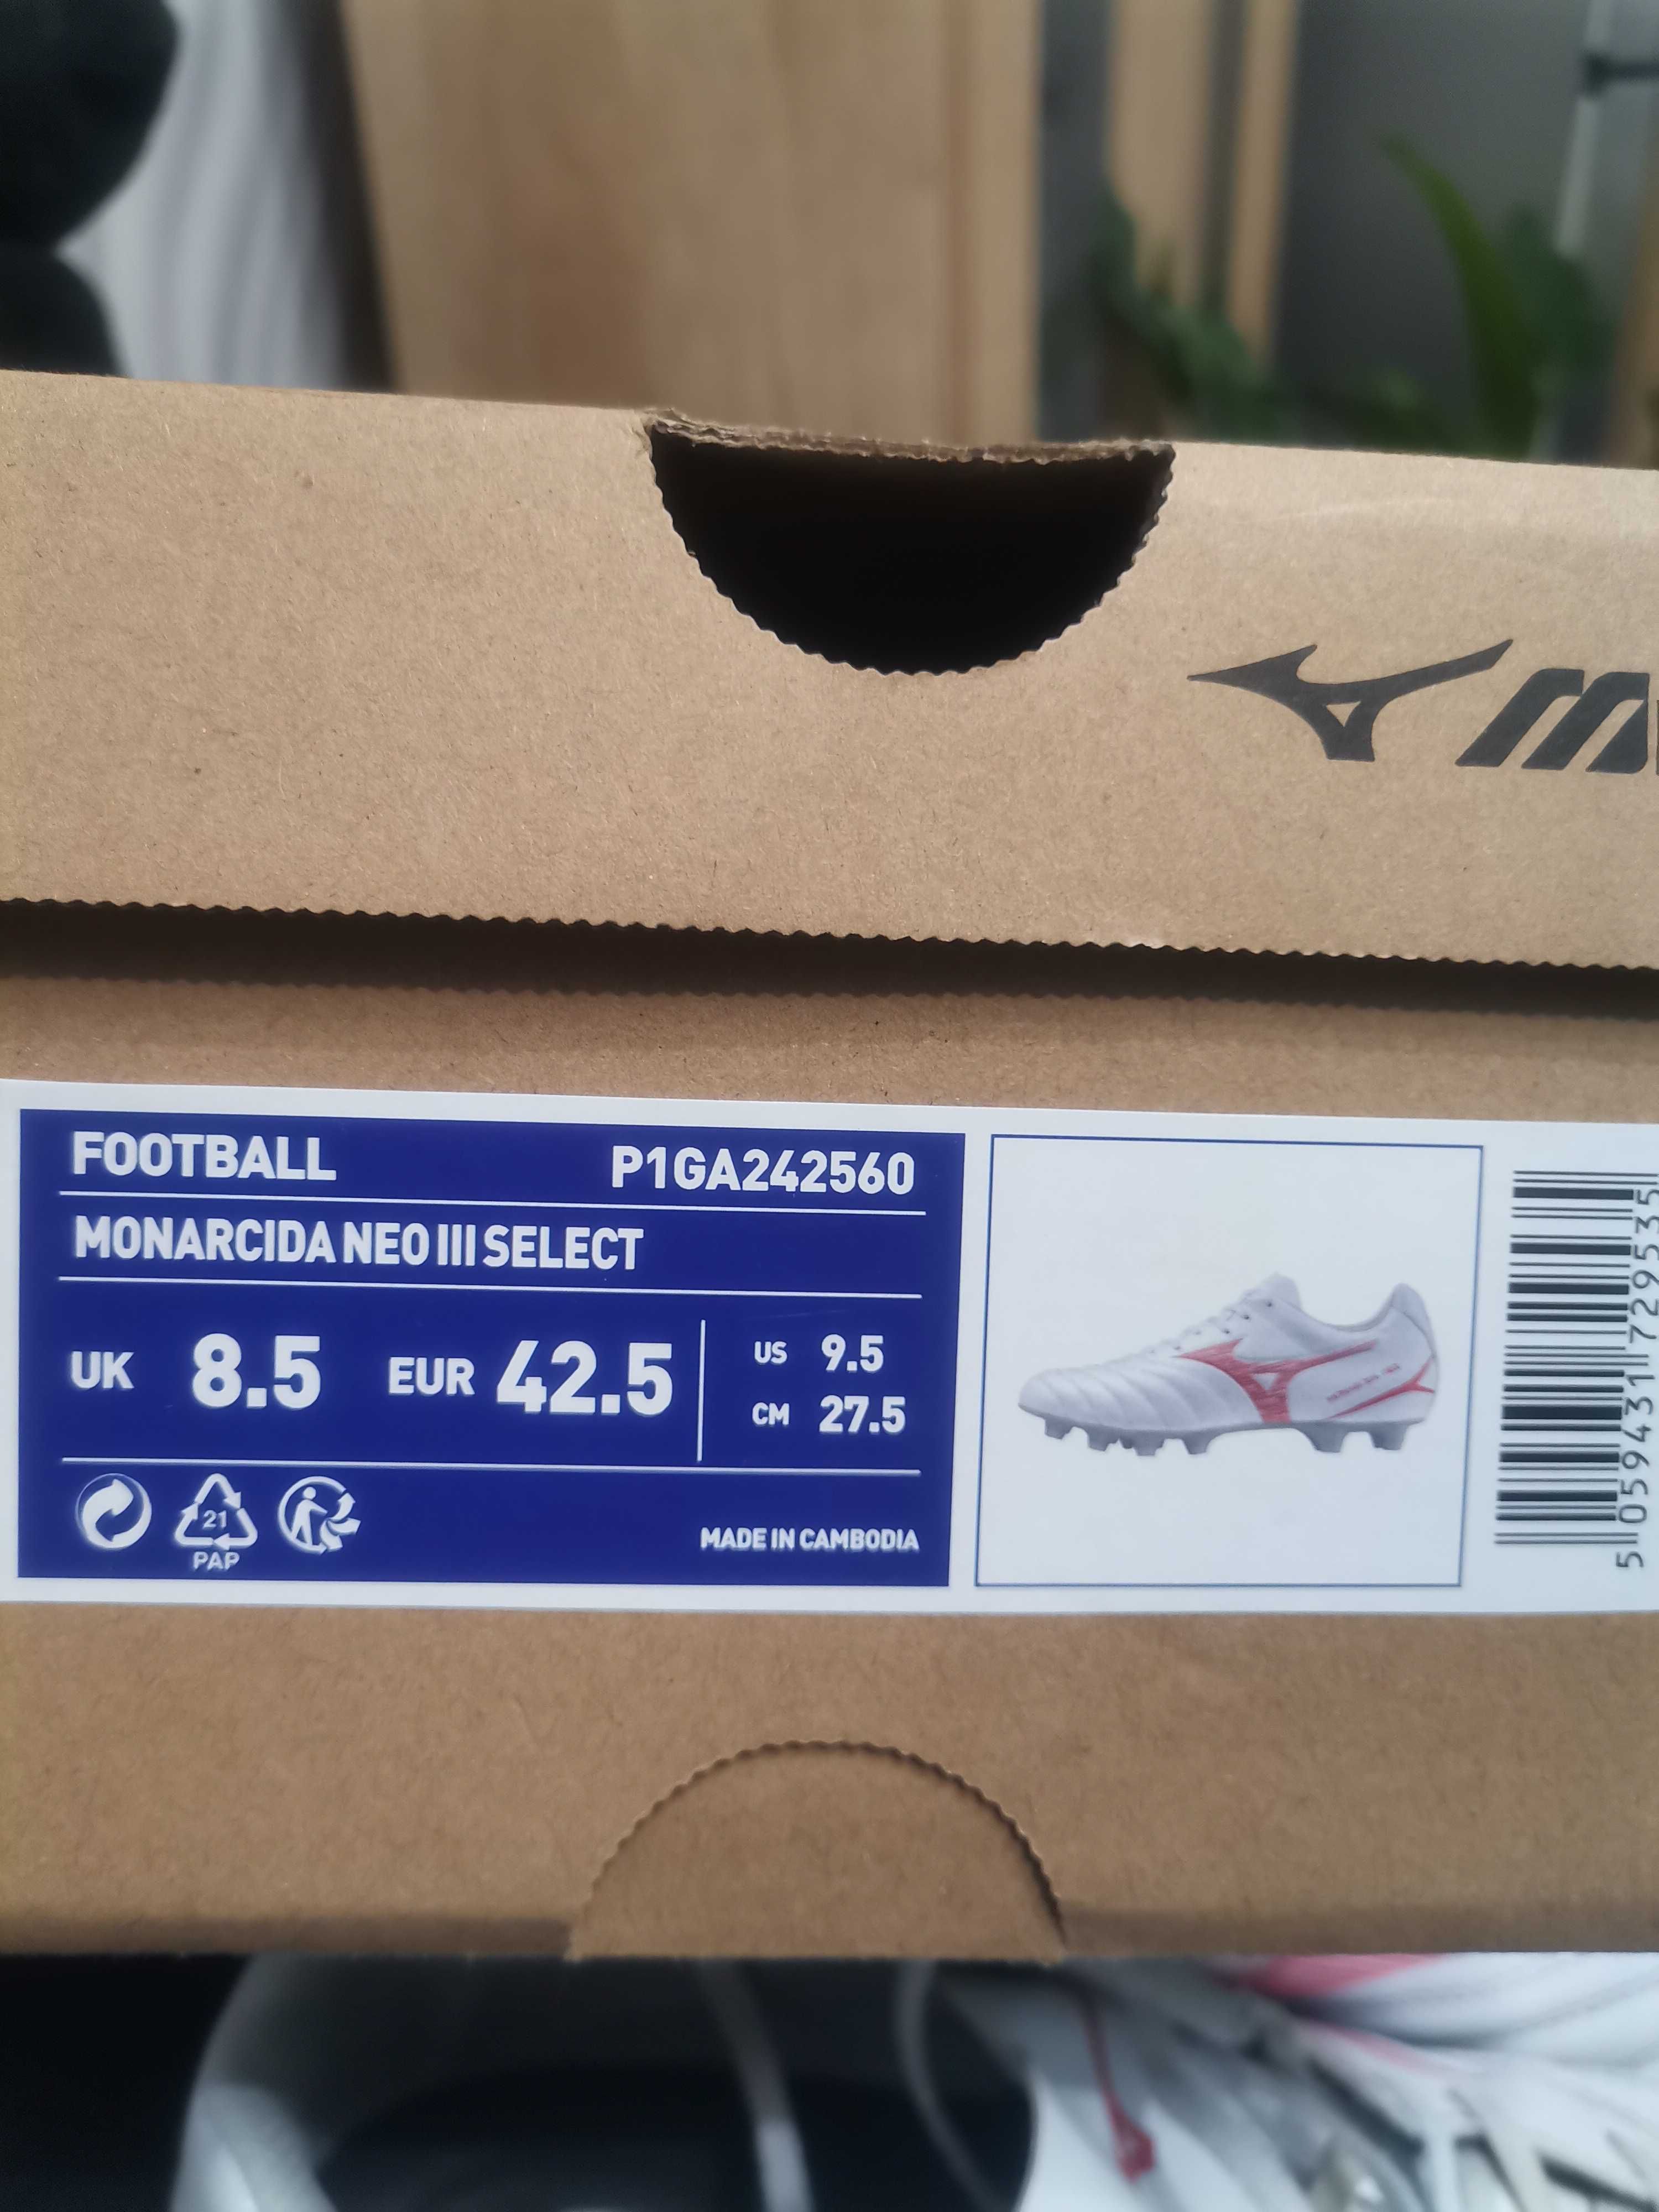 FOOTBALL P1GA242560
MONARCIDA NEO III SELECT
UK 8.5 EUR 42.5
US 9.5
CM 27.5
21
PAP
MADE IN CAMBODIA
5 059431 729535